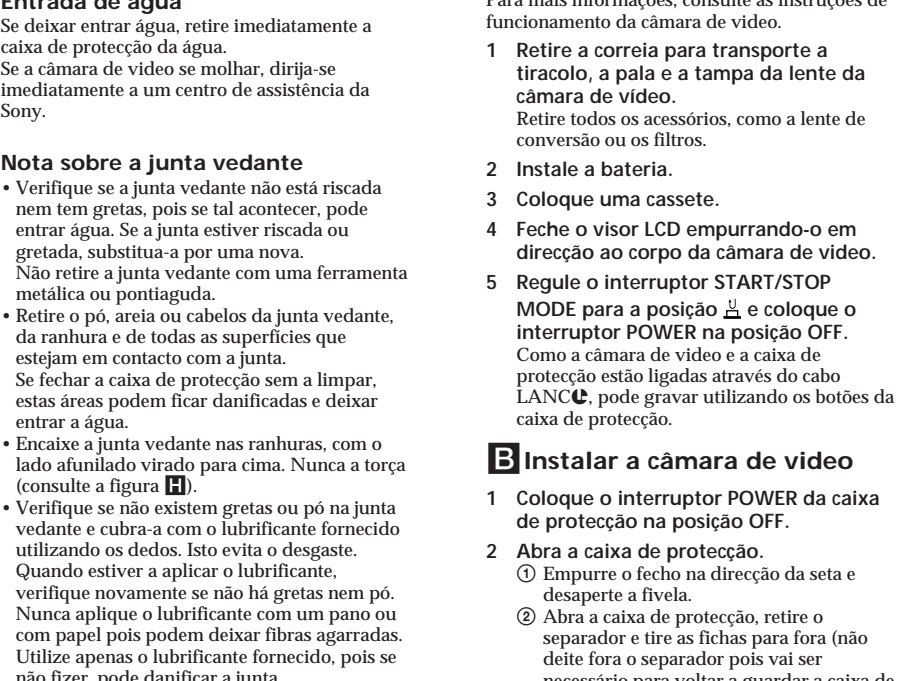 Entrada de água
Se deixar entrar água, retire imediatamente a
caixa de protecção da água.
Se a câmara de video se molhar, dirija-se
imediatamente a um centro de assistência da
Sony.
Nota sobre a junta vedante
• Verifique se a junta vedante não está riscada
nem tem gretas, pois se tal acontecer, pode
entrar água. Se a junta estiver riscada ou
gretada, substitua-a por uma nova.
Não retire a junta vedante com uma ferramenta
metálica ou pontiaguda.
• Retire o pó, areia ou cabelos da junta vedante,
da ranhura e de todas as superfícies que
estejam em contacto com a junta.
Se fechar a caixa de protecção sem a limpar,
estas áreas podem ficar danificadas e deixar
entrar a água.
• Encaixe a junta vedante nas ranhuras, com o
lado afunilado virado para cima. Nunca a torça
(consulte a figura H).
• Verifique se não existem gretas ou pó na junta
vedante e cubra-a com o lubrificante fornecido
utilizando os dedos. Isto evita o desgaste.
Quando estiver a aplicar o lubrificante,
verifique novamente se não há gretas nem pó.
Nunca aplique o lubrificante com um pano ou
com papel pois podem deixar fibras agarradas.
Utilize apenas o lubrificante fornecido, pois se
não fizer, pode danificar a junta.
Para mais informações, consulte as instruções de
funcionamento da câmara de video.
1 Retire a correia para transporte a
tiracolo, a pala e a tampa da lente da
câmara de vídeo.
Retire todos os acessórios, como a lente de
conversão ou os filtros.
2 Instale a bateria.
3 Coloque uma cassete.
4 Feche o visor LCD empurrando-o em
direcção ao corpo da câmara de video.
5 Regule o interruptor START/STOP
MODE para a posição e coloque o
interruptor POWER na posição OFF.
Como a câmara de video e a caixa de
protecção estão ligadas através do cabo
LANC, pode gravar utilizando os botões da
caixa de protecção.
B Instalar a câmara de video
1 Coloque o interruptor POWER da caixa
de protecção na posição OFF.
2 Abra a caixa de protecção.
① Empurre o fecho na direcção da seta e
desaperte a fivela.
② Abra a caixa de protecção, retire o
separador e tire as fichas para fora (não
deite fora o separador pois vai ser
necessário para voltar a guardar a caixa de